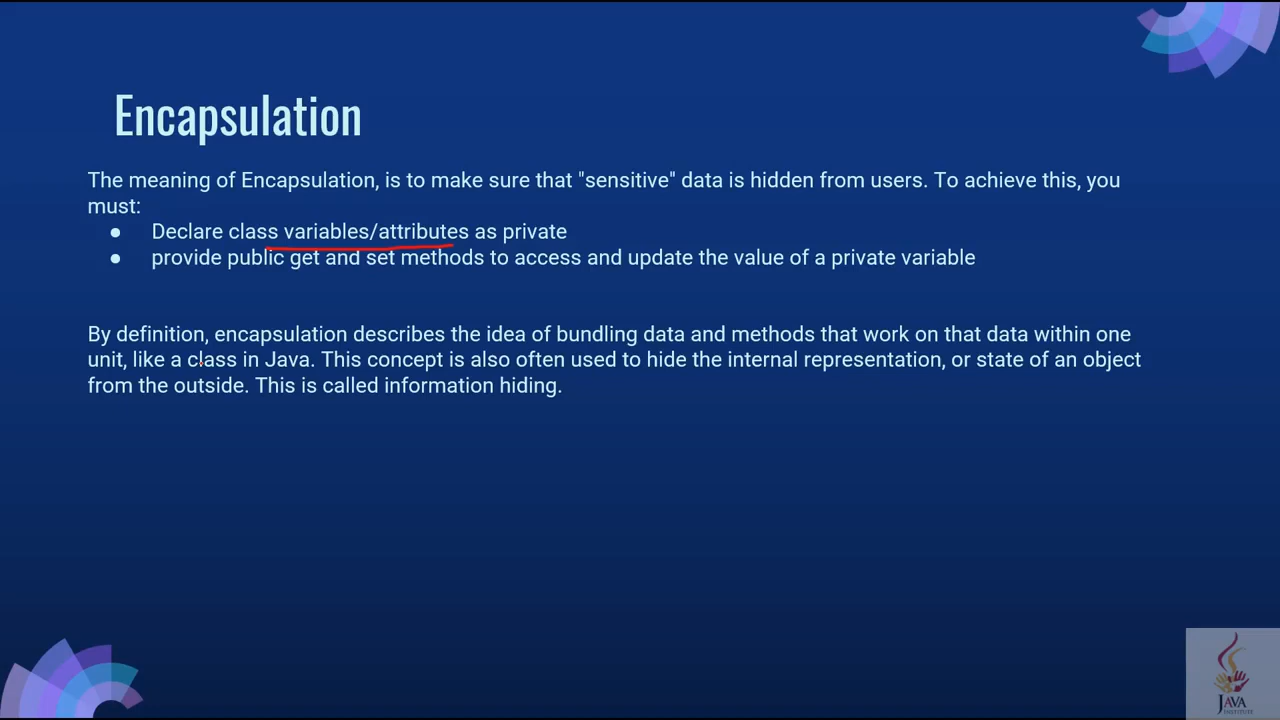 Encapsulation
The meaning of Encapsulation, is to make sure that "sensitive" data is hidden from users. To achieve this, you
must:
● Declare class variables/attributes as private
● provide public get and set methods to access and update the value of a private variable
By definition, encapsulation describes the idea of bundling data and methods that work on that data within one
unit, like a class in Java. This concept is also often used to hide the internal representation, or state of an object
from the outside. This is called information hiding.
JAVA
INSTITUTE